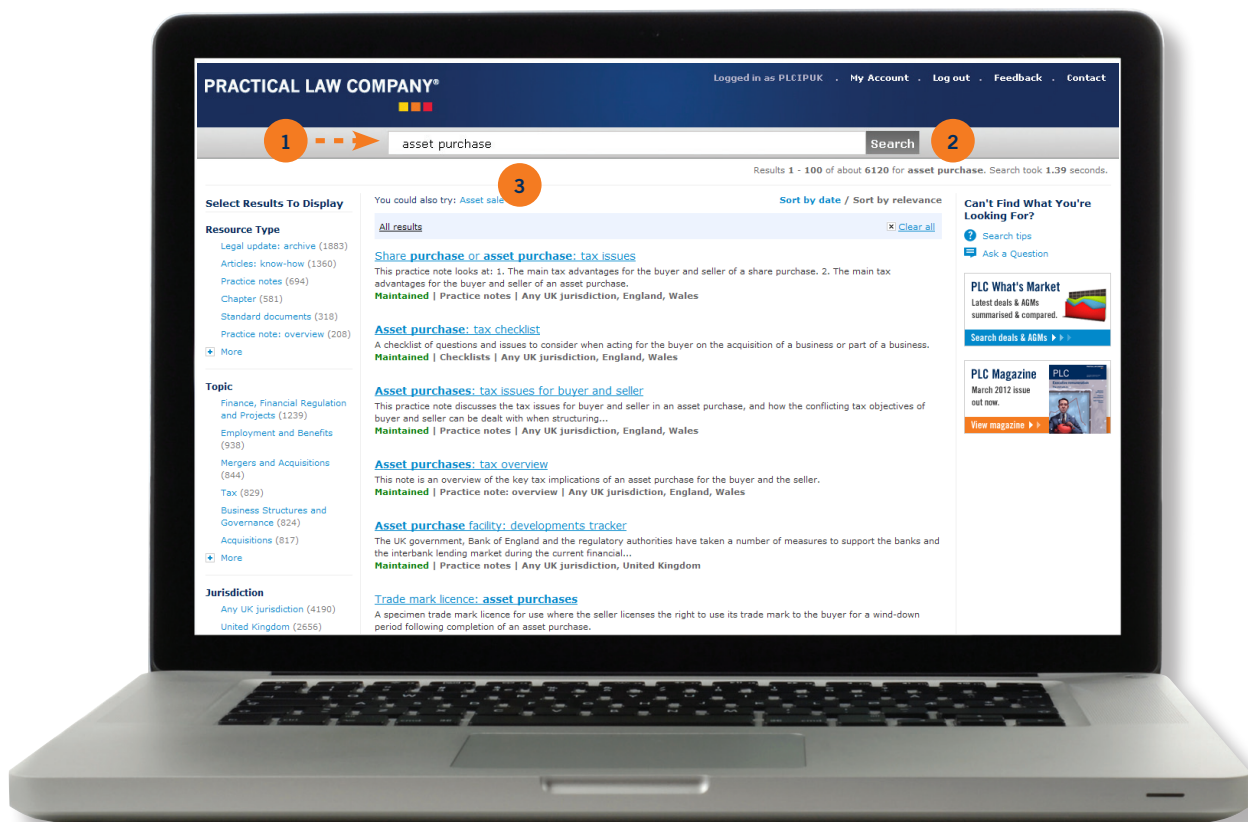 PRACTICAL LAW COMPANY®
Logged in as PLCIPUK . My Account . Log out . Feedback . Contact
1
asset purchase
Search
2
Results 1 - 100 of about 6120 for asset purchase. Search took 1.39 seconds.
3
Select Results To Display
Resource Type
Legal update: archive (1883)
Articles: know-how (1360)
Practice notes (694)
Chapter (581)
Standard documents (318)
Practice note: overview (208)
More
Topic
Finance, Financial Regulation
and Projects (1239)
Employment and Benefits
(938)
Mergers and Acquisitions
(844)
Tax (829)
Business Structures and
Governance (824)
Acquisitions (817)
More
Jurisdiction
Any UK jurisdiction (4190)
United Kingdom (2656)
You could also try: Asset sale
Sort by date / Sort by relevance
All results
Clear all
Share purchase or asset purchase: tax issues
This practice note looks at: 1. The main tax advantages for the buyer and seller of a share purchase. 2. The main tax
advantages for the buyer and seller of an asset purchase.
Maintained | Practice notes | Any UK jurisdiction, England, Wales
Asset purchase: tax checklist
A checklist of questions and issues to consider when acting for the buyer on the acquisition of a business or part of a business.
Maintained | Checklists | Any UK jurisdiction, England, Wales
Asset purchases: tax issues for buyer and seller
This practice note discusses the tax issues for buyer and seller in an asset purchase, and how the conflicting tax objectives of
buyer and seller can be dealt with when structuring...
Maintained | Practice notes | Any UK jurisdiction, England, Wales
Asset purchases: tax overview
This note is an overview of the key tax implications of an asset purchase for the buyer and the seller.
Maintained | Practice note: overview | Any UK jurisdiction, England, Wales
Asset purchase facility: developments tracker
The UK government, Bank of England and the regulatory authorities have taken a number of measures to support the banks and
the interbank lending market during the current financial...
Maintained | Practice notes | Any UK jurisdiction, United Kingdom
Trade mark licence: asset purchases
A specimen trade mark licence for use where the seller licenses the right to use its trade mark to the buyer for a wind-down
period following completion of an asset purchase.
Can't Find What You're
Looking For?
Search tips
Ask a Question
PLC What's Market
Latest deals & AGMs
summarised & compared.
Search deals & AGMs
PLC Magazine
March 2012 issue
out now.
View magazine
PLC